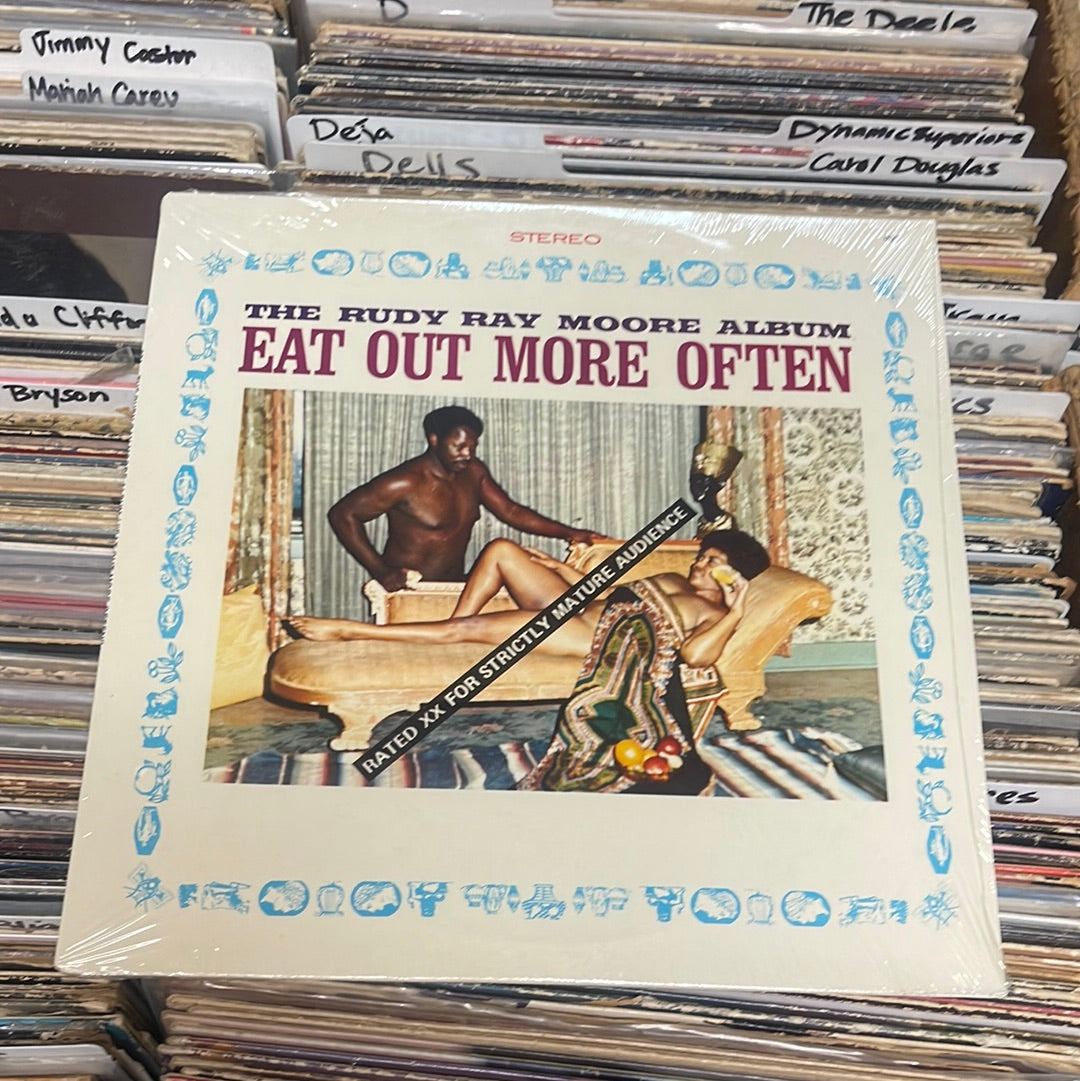 D
The Deele
Jimmy Castor
Mariah Carey
Deja
Dynamic Superiors
Dells
Carol Douglas
Bryson
STEREO
THE RUDY RAY MOORE ALBUM
EAT OUT MORE OFTEN
RATED XX FOR STRICTLY MATURE AUDIENCE